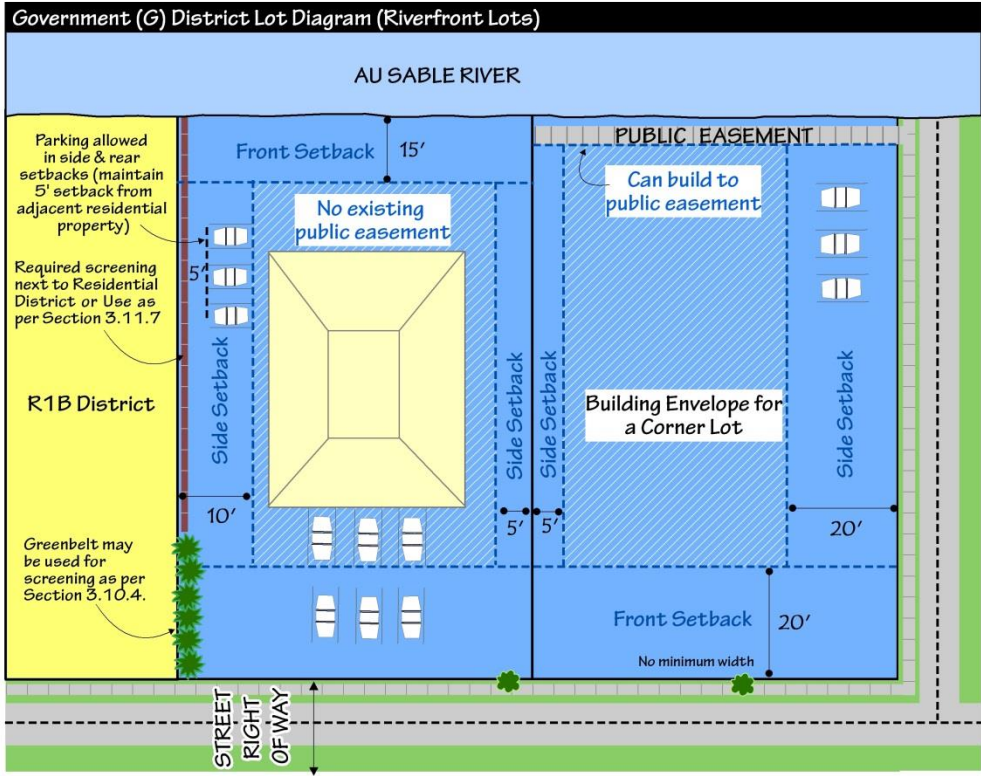 Government (G) District Lot Diagram (Riverfront Lots)
AU SABLE RIVER
Parking allowed
in side & rear
setbacks (maintain
5' setback from
adjacent residential
property)
5'
Required screening
next to Residential
District or Use as
per Section 3.11.7
R1B District
Greenbelt may
be used for
screening as per
Section 3.10.4.
Front Setback
15'
No existing
public easement
Side Setback
10'
Side Setback
5'
PUBLIC EASEMENT
Can build to
public easement
Side Setback
5'
Building Envelope for
a Corner Lot
Side Setback
20'
Front Setback
20'
No minimum width
STREET
RIGHT
OF WAY